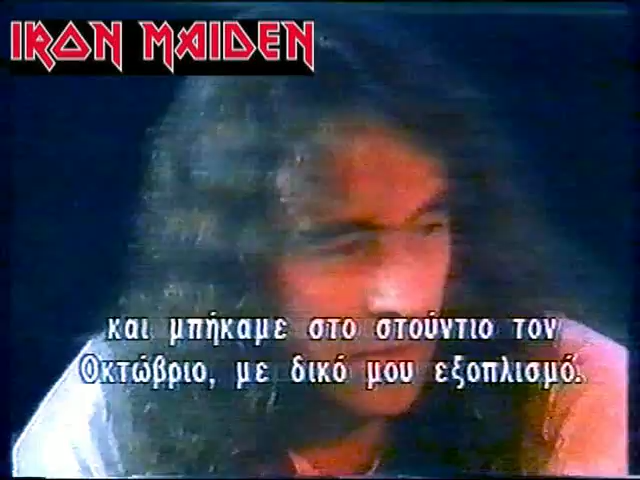 IRON MAIDEN
και μπήκαμε στο στούντιο τον
Οκτώβριο, με δικό μου εξοπλισμό.